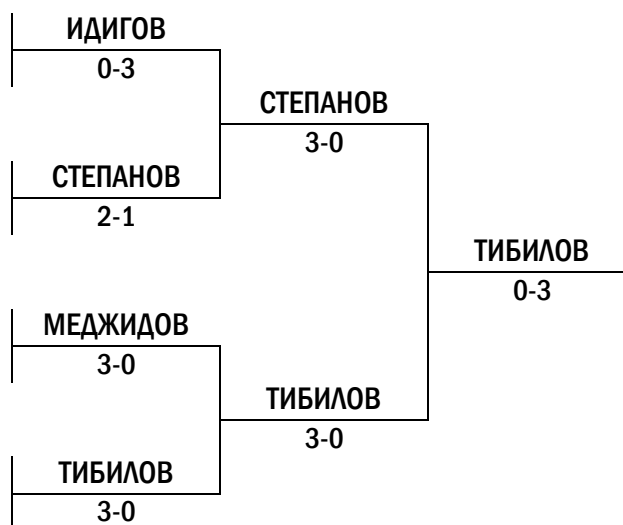 ИДИГОВ
0-3
СТЕПАНОВ
3-0
СТЕПАНОВ
2-1
ТИБИЛОВ
0-3
МЕДЖИДОВ
3-0
ТИБИЛОВ
3-0
ТИБИЛОВ
3-0